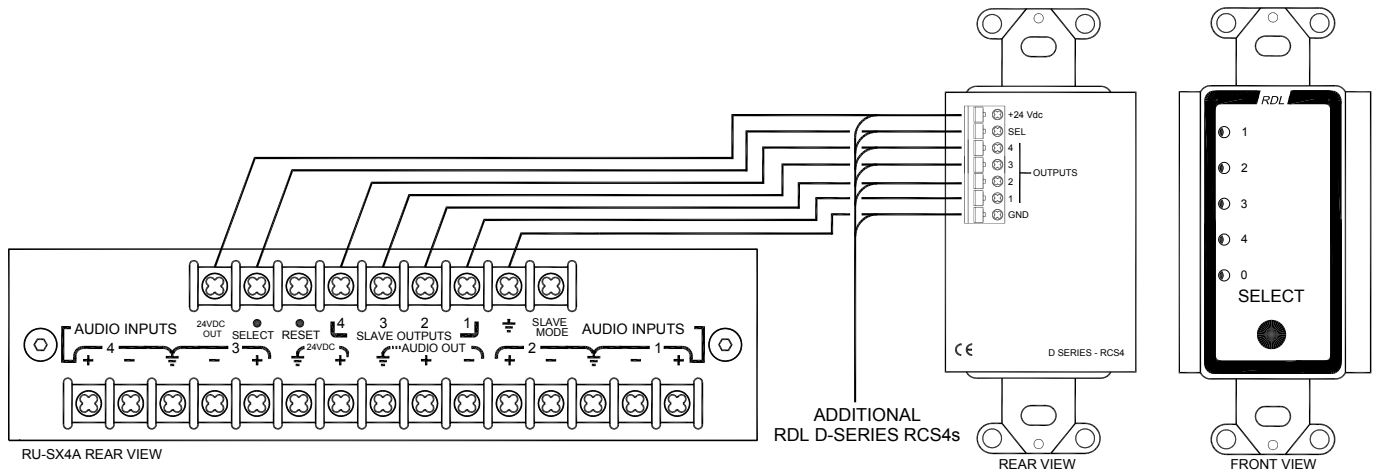 RDL
+24 Vdc
SEL
4
3
2
1
OUTPUTS
GND
1
2
3
4
0
SELECT
AUDIO INPUTS
24VDC OUT
SELECT
RESET
4
3
2
1
SLAVE OUTPUTS
⏚
SLAVE MODE
AUDIO INPUTS
4
3
24VDC
AUDIO OUT
2
1
+ - ⏚ - + ⏚ + ⏚ + - + - ⏚ - +
CE
D SERIES - RCS4
ADDITIONAL
RDL D-SERIES RCS4s
RU-SX4A REAR VIEW
REAR VIEW
FRONT VIEW